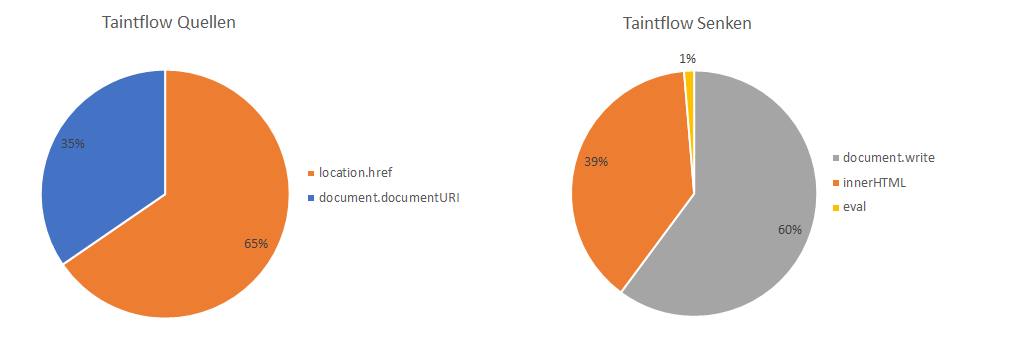 Taintflow Quellen
35%
65%
location.href
document.documentURI
Taintflow Senken
1%
39%
60%
document.write
innerHTML
eval